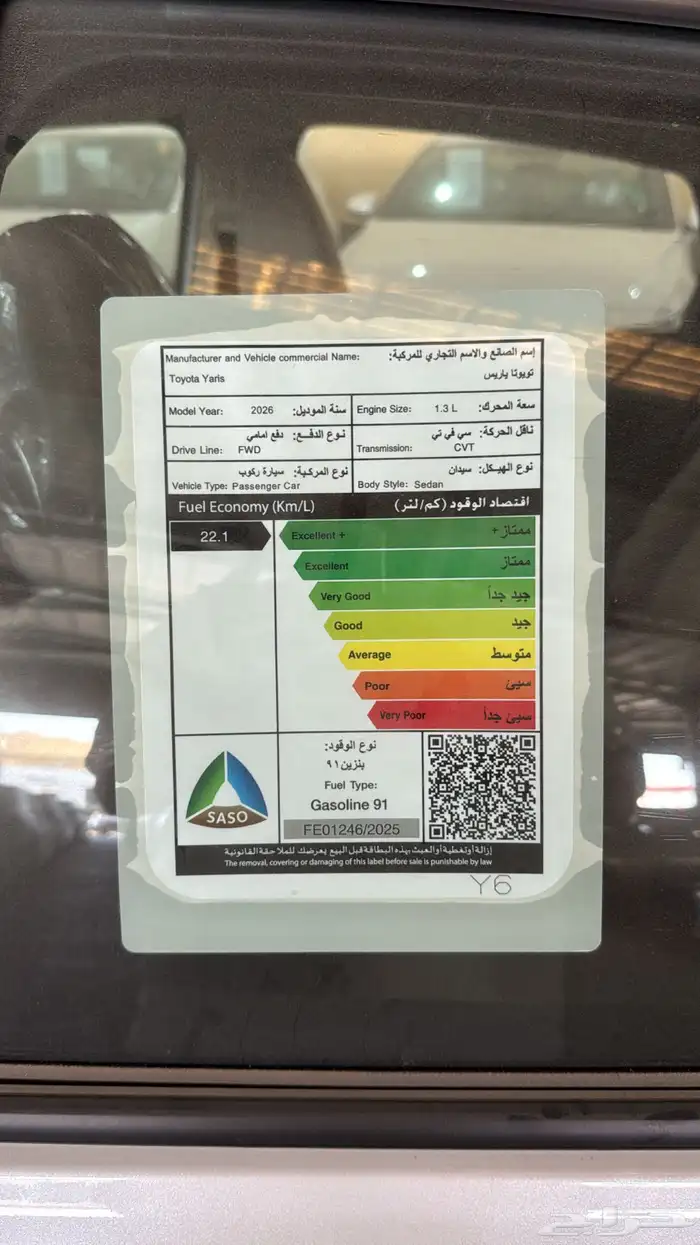 Manufacturer and Vehicle commercial Name: إسم الصانع والاسم التجاري للمركبة:
Toyota Yaris تويوتا ياريس
Model Year: 2026 سنة الموديل:
Engine Size: 1.3 L سعة المحرك:
نوع الدفـــع: دفع امامي
Drive Line: FWD
ناقل الحركة: سي في تي
Transmission: CVT
نوع المركبة: سيارة ركوب
Vehicle Type: Passenger Car
نوع الهيـكل: سيدان
Body Style: Sedan
Fuel Economy (Km/L) اقتصاد الوقود (كم/لتر)
22.1
Excellent + ممتاز +
Excellent ممتاز
Very Good جيد جداً
Good جيد
Average متوسط
Poor سيئ
Very Poor سيئ جداً
SASO
نوع الوقود:
بنزين ٩١
Fuel Type:
Gasoline 91
FE01246/2025
إزالة أو تغطية أو العبث بهذه البطاقة قبل البيع يعرضك للملاحقة القانونية
The removal, covering or damaging of this label before sale is punishable by law
Y6
حراج